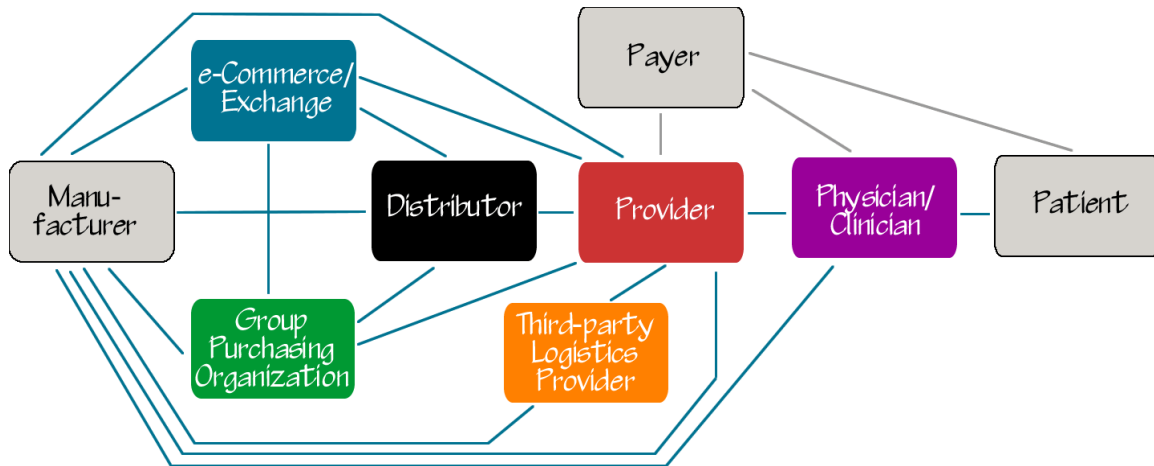 e-Commerce/
Exchange
Payer
Manu-
facturer
Distributor
Provider
Physician/
Clinician
Patient
Group
Purchasing
Organization
Third-party
Logistics
Provider